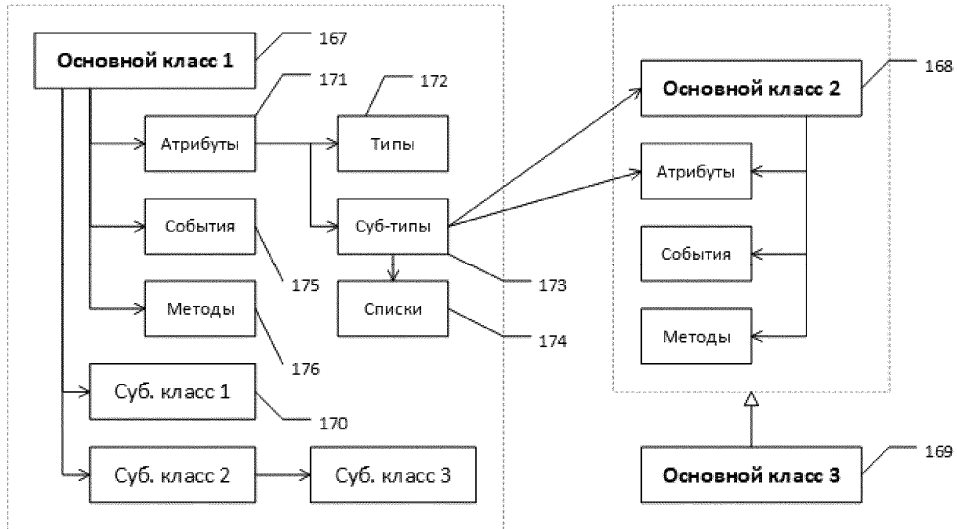 Основной класс 1
167
171
172
Атрибуты
Типы
События
Суб-типы
175
173
Методы
Списки
176
174
Суб. класс 1
170
Суб. класс 2
Суб. класс 3
Основной класс 2
168
Атрибуты
События
Методы
Основной класс 3
169